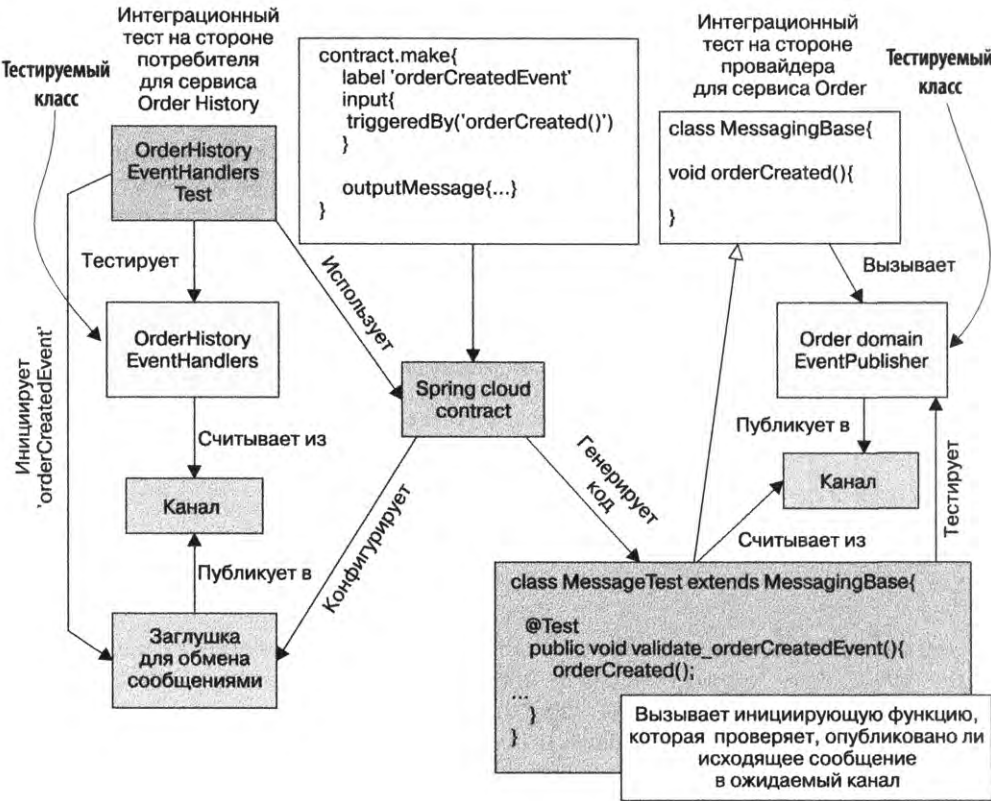 Интеграционный
тест на стороне
потребителя
для сервиса
Order History
Тестируемый
класс
OrderHistory
EventHandlers
Test
Тестирует
OrderHistory
EventHandlers
Считывает из
Канал
Публикует в
Заглушка
для обмена
сообщениями
Инициирует
'orderCreatedEvent'
contract.make{
label 'orderCreatedEvent'
input{
triggeredBy('orderCreated()')
}
outputMessage{...}
}
Использует
Spring cloud
contract
Конфигурирует
Генерирует
код
Интеграционный
тест на стороне
провайдера
для сервиса Order
Тестируемый
класс
class MessagingBase{
void orderCreated(){
}
Вызывает
Order domain
EventPublisher
Публикует в
Канал
Считывает из
Тестирует
class MessageTest extends MessagingBase{
@Test
public void validate_orderCreatedEvent(){
orderCreated();
...
}
}
Вызывает инициирующую функцию,
которая проверяет, опубликовано ли
исходящее сообщение
в ожидаемый канал